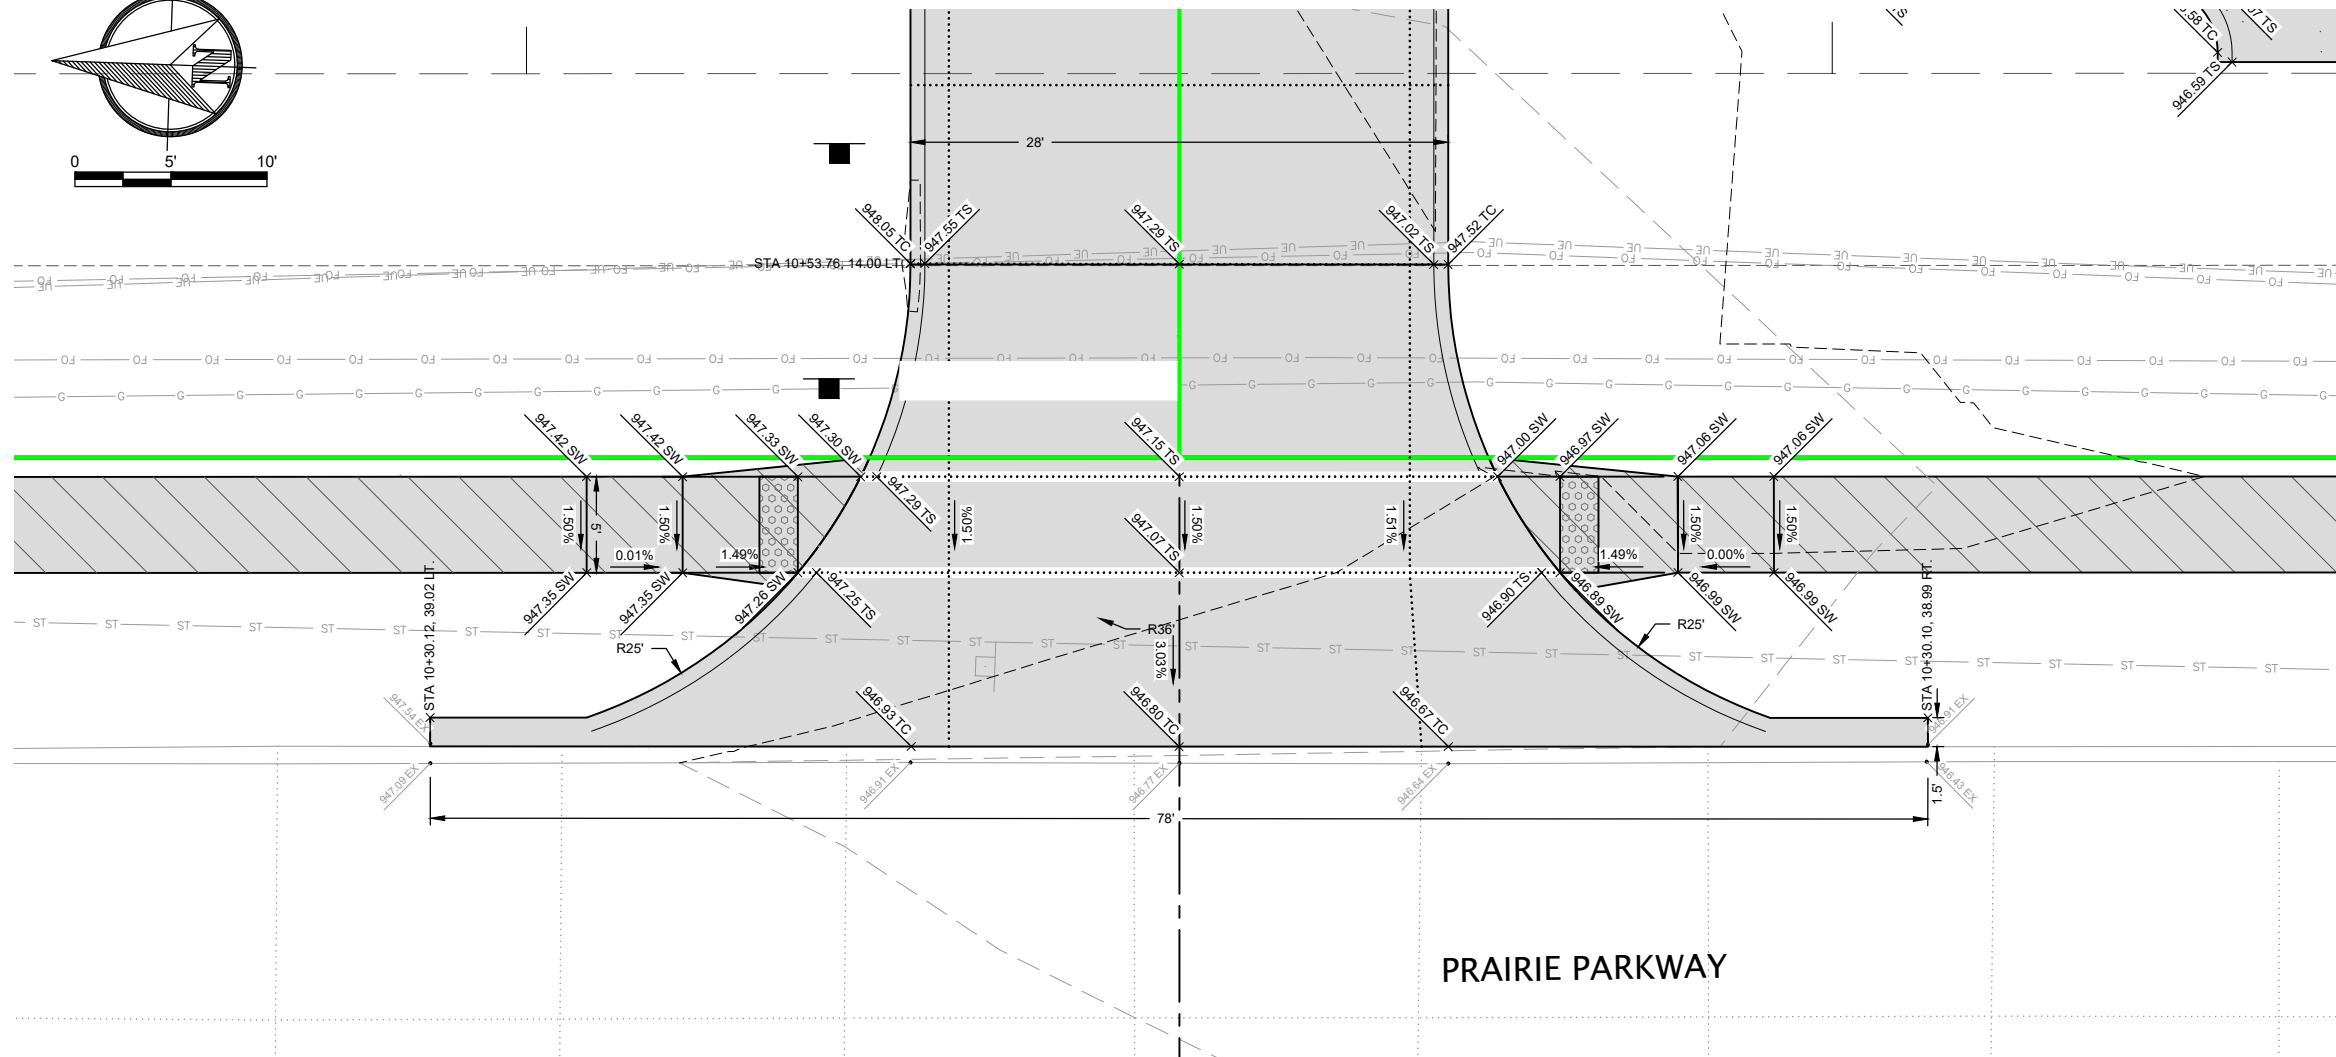 0 5' 10'
28'
948.05 TC
947.55 TS
947.29 TS
947.02 TS
947.52 TC
.58 TC
07 TS
946.59 TS
STA 10+53.76, 14.00 LT.
947.42 SW
947.42 SW
947.33 SW
947.30 SW
947.29 TS
947.15 TS
947.00 SW
946.97 SW
947.06 SW
947.06 SW
1.50%
5'
1.50%
1.50%
1.50%
1.51%
1.50%
1.50%
0.01%
1.49%
1.49%
0.00%
947.35 SW
947.35 SW
947.26 SW
947.25 TS
947.07 TS
946.90 TS
946.89 SW
946.99 SW
946.99 SW
STA 10+30.12, 39.02 LT.
STA 10+30.10, 38.99 RT.
R25'
R36'
R25'
3.03%
947.54 EX
946.93 TC
946.80 TC
946.67 TC
946.91 EX
947.09 EX
946.91 EX
946.77 EX
946.64 EX
946.43 EX
1.5'
78'
PRAIRIE PARKWAY
FO
UE
G
ST